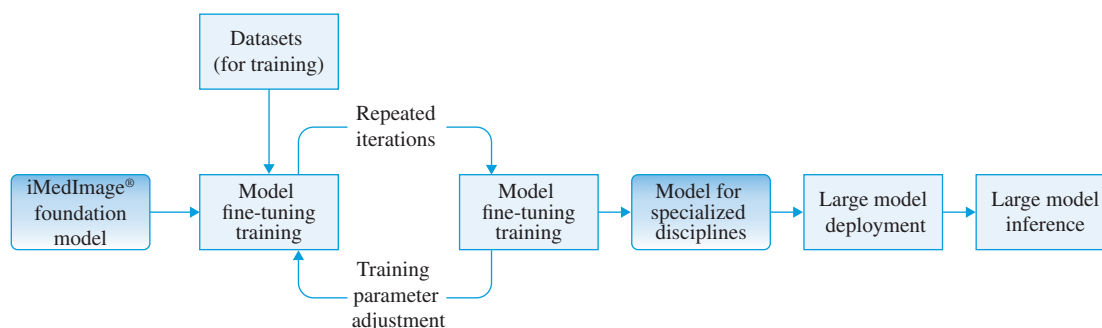 Datasets
(for training)
Repeated
iterations
iMedImage®
foundation
model
Model
fine-tuning
training
Model
fine-tuning
training
Model for
specialized
disciplines
Large model
deployment
Large model
inference
Training
parameter
adjustment